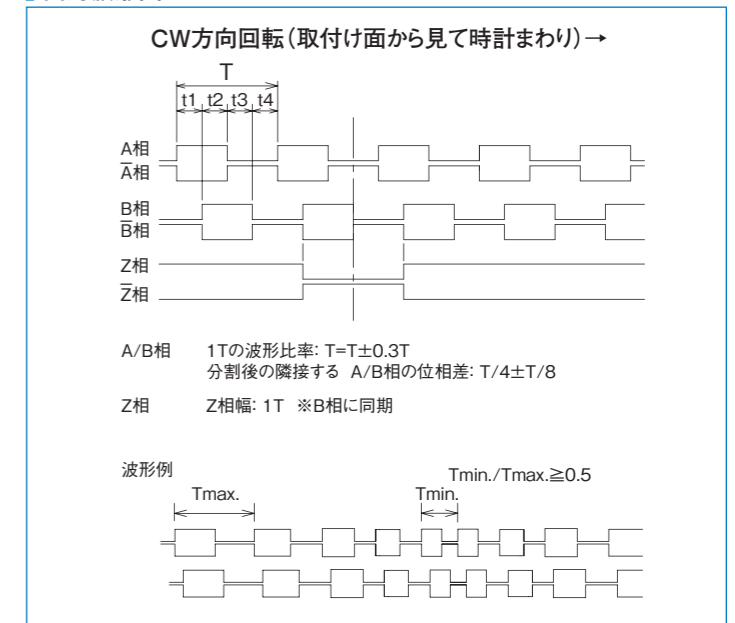 CW方向回転(取付け面から見て時計まわり)→
T
t1 t2 t3 t4
A相
A̅相
B相
B̅相
Z相
Z̅相
A/B相 1Tの波形比率: T=T±0.3T
分割後の隣接する A/B相の位相差: T/4±T/8
Z相 Z相幅: 1T ※B相に同期
波形例
Tmin./Tmax.≧0.5
Tmax.
Tmin.